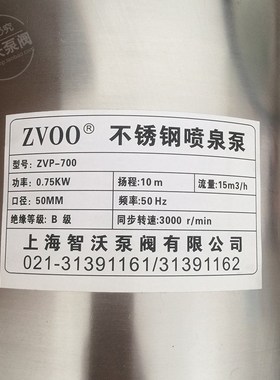 泵阀
ZVOO® 不锈钢喷泉泵
型号: ZVP-700
功率: 0.75KW 扬程: 10 m 流量: 15m3/h
口径: 50MM 频率: 50 Hz
绝缘等级: B 级 同步转速: 3000 r/min
上海智沃泵阀有限公司
021-31391161/31391162